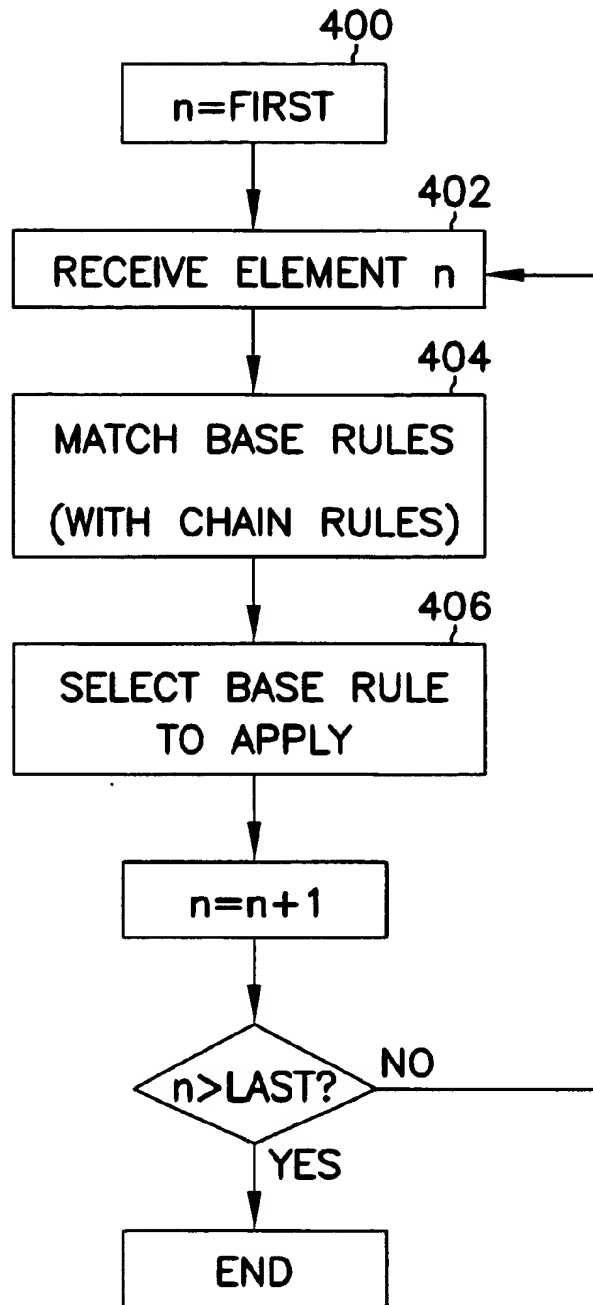 400
n=FIRST
402
RECEIVE ELEMENT n
404
MATCH BASE RULES
(WITH CHAIN RULES)
406
SELECT BASE RULE
TO APPLY
n=n+1
n>LAST?
NO
YES
END